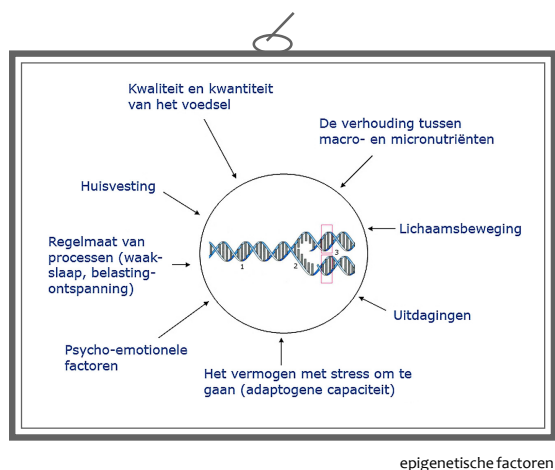 Kwaliteit en kwantiteit
van het voedsel
De verhouding tussen
macro- en micronutriënten
Huisvesting
Lichaamsbeweging
Regelmaat van
processen (waak-
slaap, belasting-
ontspanning)
1
2
3
Uitdagingen
Psycho-emotionele
factoren
Het vermogen met stress om te
gaan (adaptogene capaciteit)
epigenetische factoren